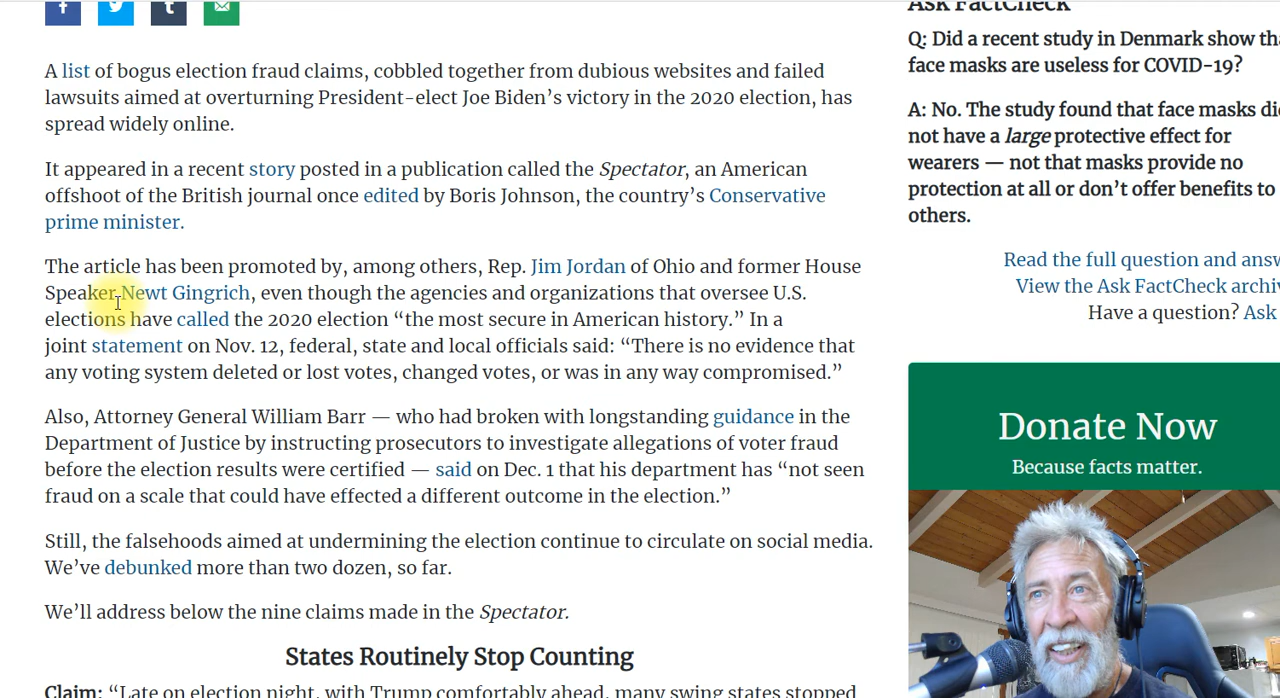 A list of bogus election fraud claims, cobbled together from dubious websites and failed
lawsuits aimed at overturning President-elect Joe Biden’s victory in the 2020 election, has
spread widely online.
It appeared in a recent story posted in a publication called the Spectator, an American
offshoot of the British journal once edited by Boris Johnson, the country’s Conservative
prime minister.
The article has been promoted by, among others, Rep. Jim Jordan of Ohio and former House
Speaker Newt Gingrich, even though the agencies and organizations that oversee U.S.
elections have called the 2020 election “the most secure in American history.” In a
joint statement on Nov. 12, federal, state and local officials said: “There is no evidence that
any voting system deleted or lost votes, changed votes, or was in any way compromised.”
Also, Attorney General William Barr — who had broken with longstanding guidance in the
Department of Justice by instructing prosecutors to investigate allegations of voter fraud
before the election results were certified — said on Dec. 1 that his department has “not seen
fraud on a scale that could have effected a different outcome in the election.”
Still, the falsehoods aimed at undermining the election continue to circulate on social media.
We’ve debunked more than two dozen, so far.
We’ll address below the nine claims made in the Spectator.
States Routinely Stop Counting
Claim: “Late on election night, with Trump comfortably ahead, many swing states stopped
Ask FactCheck
Q: Did a recent study in Denmark show
face masks are useless for COVID-19?
A: No. The study found that face masks
not have a large protective effect for
wearers — not that masks provide no
protection at all or don’t offer benefits to
others.
Read the full question and
View the Ask FactCheck
Have a question? Ask
Donate Now
Because facts matter.